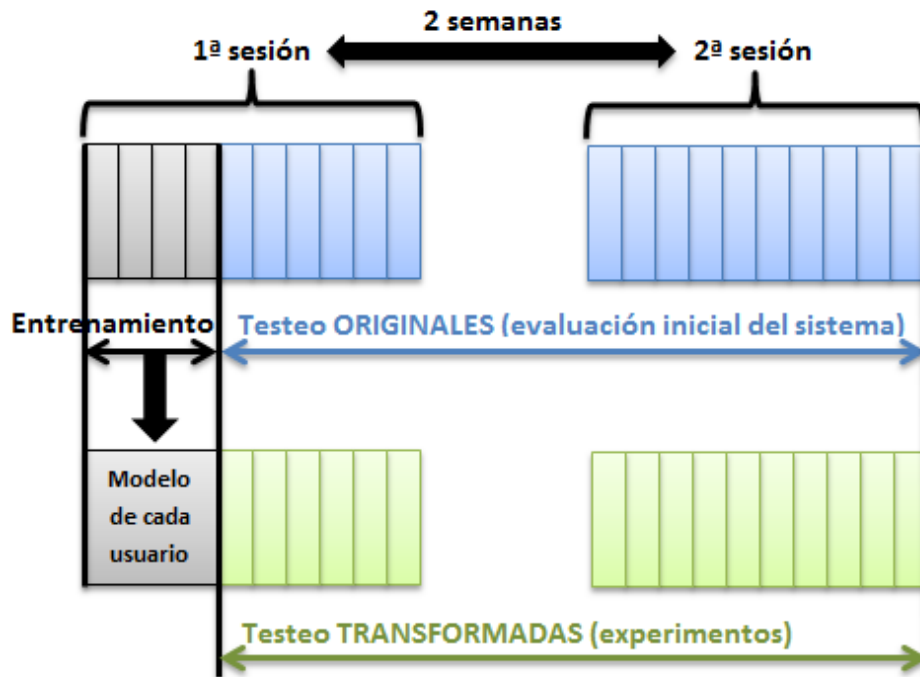 2 semanas
1ª sesión
2ª sesión
Entrenamiento
Testeo ORIGINALES (evaluación inicial del sistema)
Modelo
de cada
usuario
Testeo TRANSFORMADAS (experimentos)